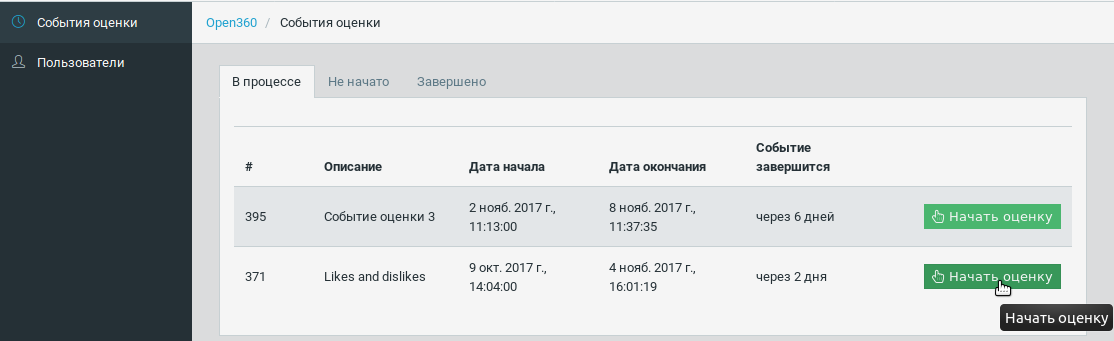 События оценки
Пользователи
Open360 / События оценки
В процессе Не начато Завершено
# Описание Дата начала Дата окончания Событие завершится
395 Событие оценки 3 2 нояб. 2017 г., 11:13:00 8 нояб. 2017 г., 11:37:35 через 6 дней Начать оценку
371 Likes and dislikes 9 окт. 2017 г., 14:04:00 4 нояб. 2017 г., 16:01:19 через 2 дня Начать оценку
Начать оценку